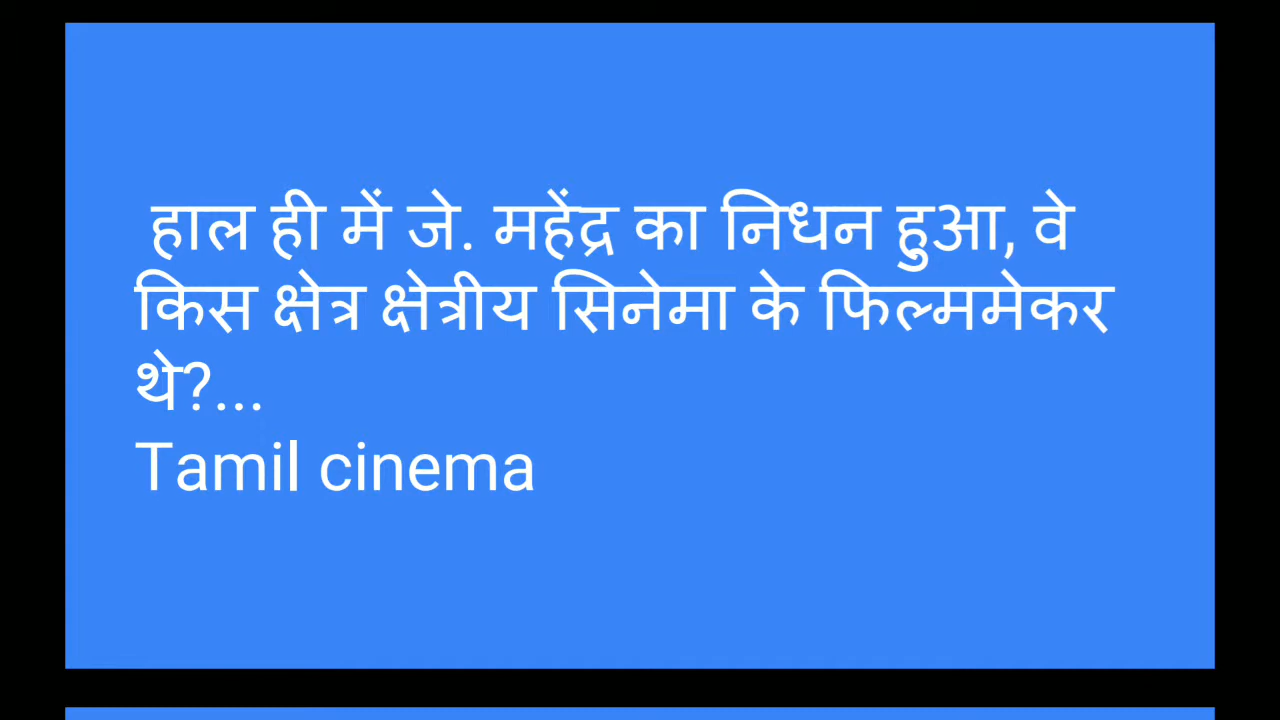 हाल ही में जे. महेंद्र का निधन हुआ, वे
किस क्षेत्र क्षेत्रीय सिनेमा के फिल्ममेकर
थे?...
Tamil cinema